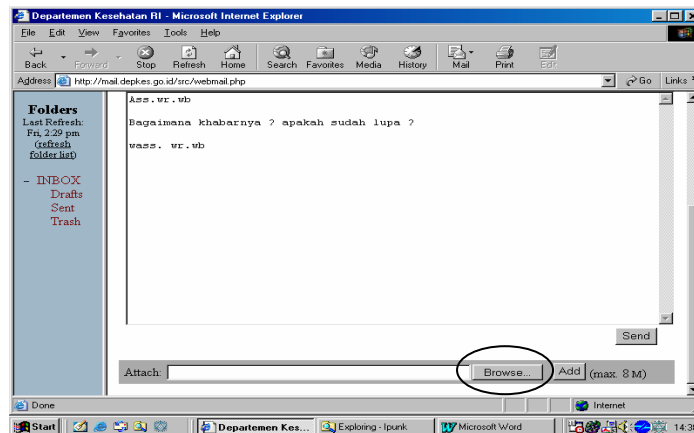 Departemen Kesehatan RI - Microsoft Internet Explorer
File Edit View Favorites Tools Help
Back Forward Stop Refresh Home Search Favorites Media History Mail Print Edit
Address http://mail.depkes.go.id/src/webmail.php Go Links
Folders
Last Refresh:
Fri, 2:29 pm
(refresh
folder list)
- INBOX
Drafts
Sent
Trash
Ass.wr.wb
Bagaimana khabarnya ? apakah sudah lupa ?
wass. wr.wb
Send
Attach: Browse... Add (max. 8 M)
Done Internet
Start Departemen Kes... Exploring - Ipunk Microsoft Word